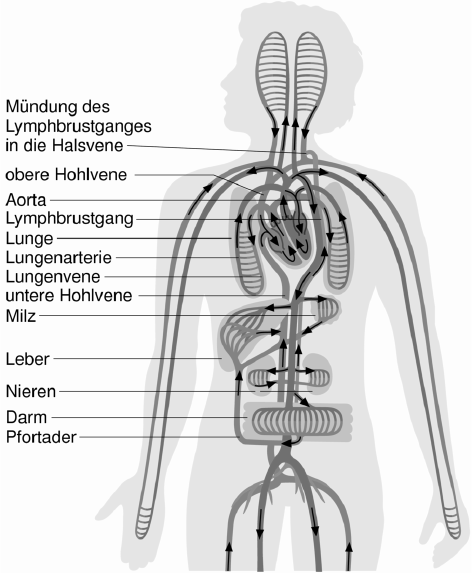 Mündung des
Lymphbrustganges
in die Halsvene
obere Hohlvene
Aorta
Lymphbrustgang
Lunge
Lungenarterie
Lungenvene
untere Hohlvene
Milz
Leber
Nieren
Darm
Pfortader